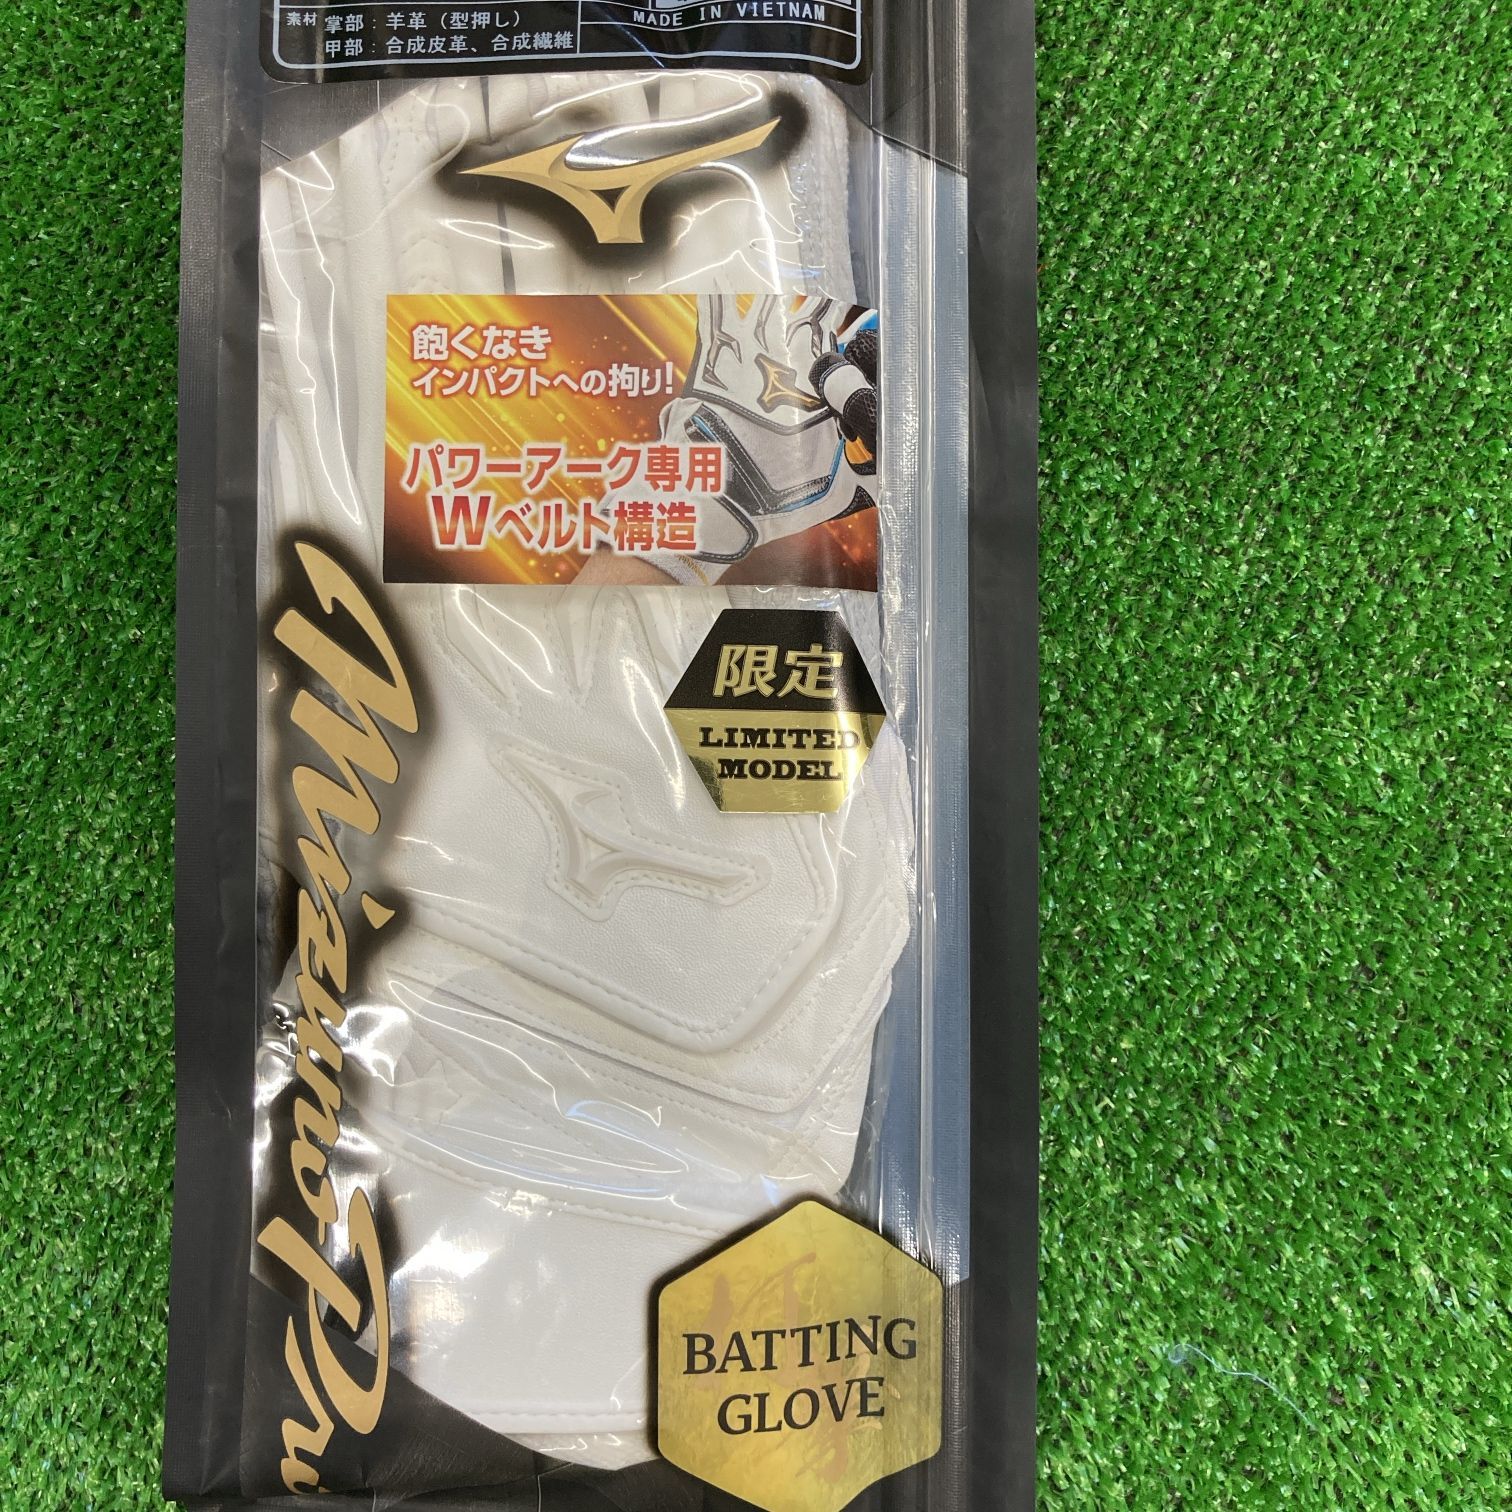 素材 掌部：羊革（型押し）
甲部：合成皮革、合成繊維
MADE IN VIETNAM
飽くなき
インパクトへの拘り!
パワーアーク専用
Wベルト構造
限定
LIMITED
MODEL
Mizuno Pro
BATTING
GLOVE